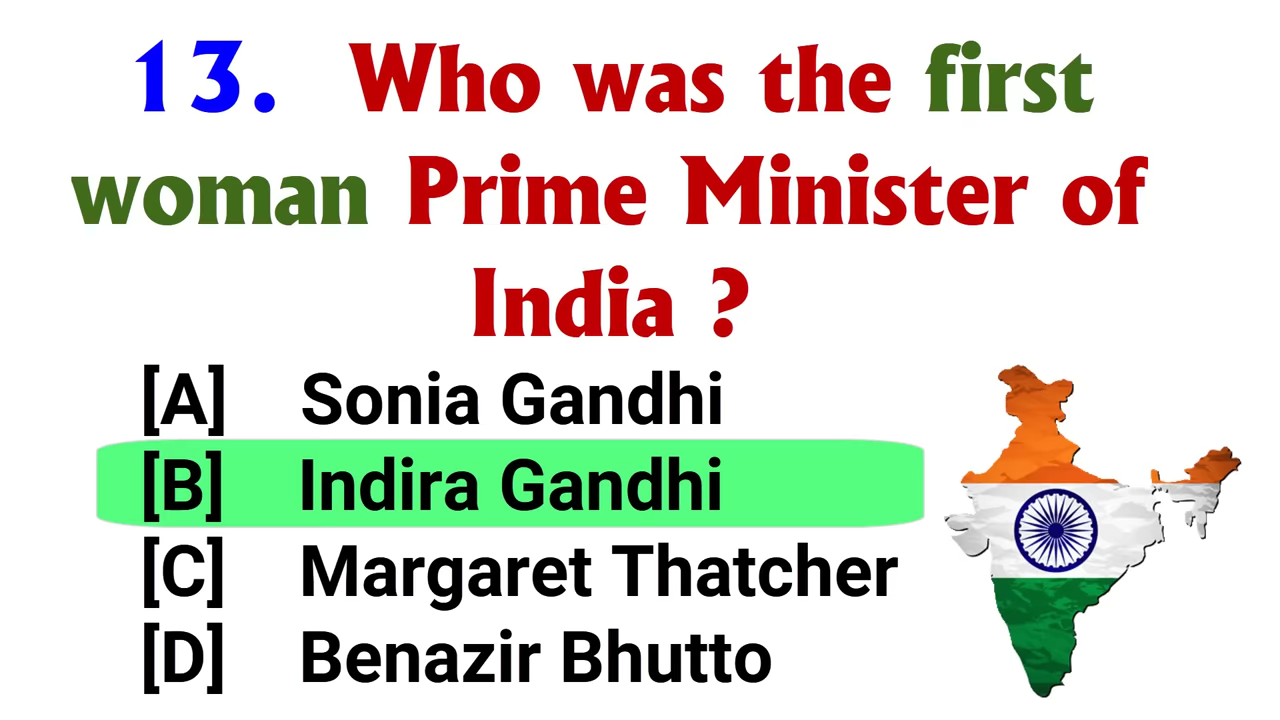 13. Who was the first
woman Prime Minister of
India ?
[A] Sonia Gandhi
[B] Indira Gandhi
[C] Margaret Thatcher
[D] Benazir Bhutto